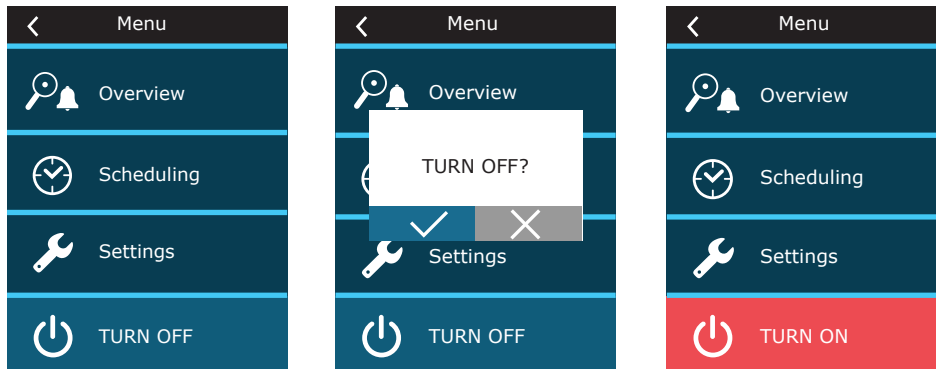 Menu
Overview
Scheduling
Settings
TURN OFF
Menu
Overview
TURN OFF?
Settings
TURN OFF
Menu
Overview
Scheduling
Settings
TURN ON